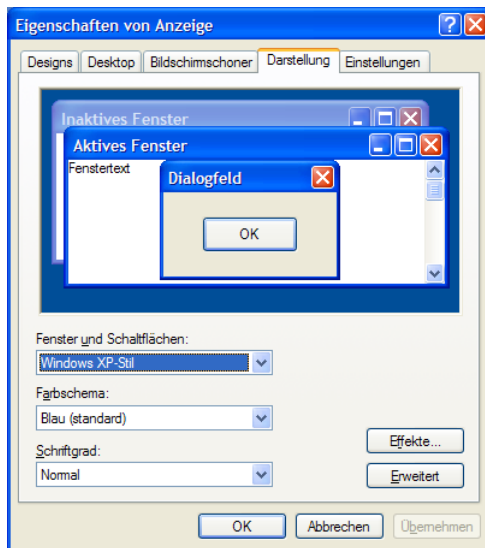 Eigenschaften von Anzeige
Designs Desktop Bildschirmschoner Darstellung Einstellungen
Inaktives Fenster
Aktives Fenster
Fenstertext
Dialogfeld
OK
Fenster und Schaltflächen:
Windows XP-Stil
Farbschema:
Blau (standard)
Effekte...
Schriftgrad:
Normal
Erweitert
OK Abbrechen Übernehmen